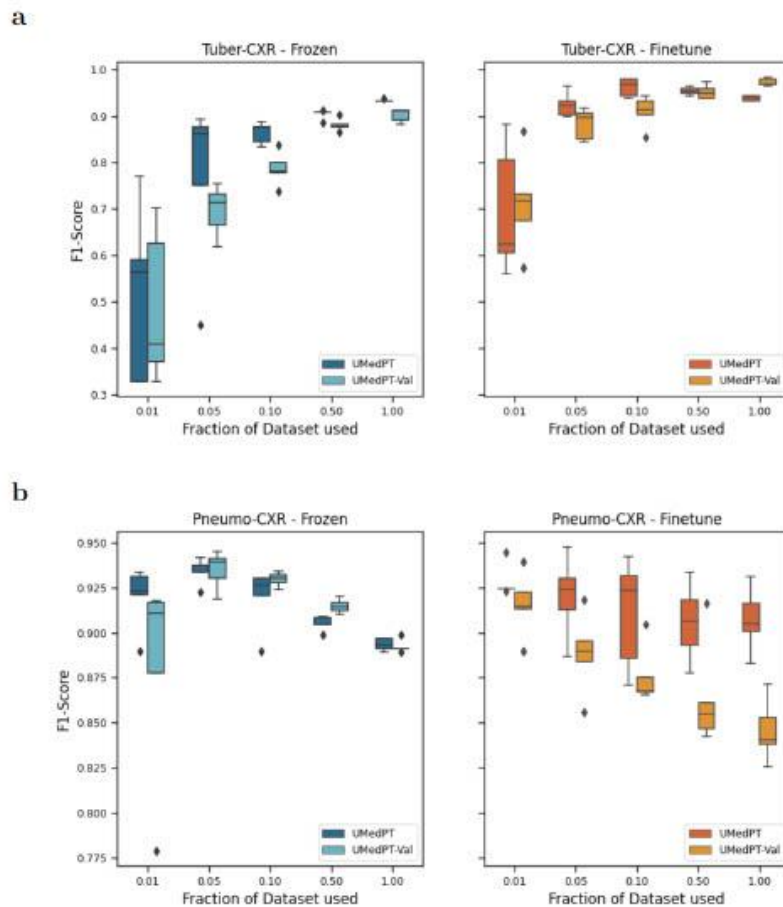 a
Tuber-CXR - Frozen
Tuber-CXR - Finetune
1.0
0.9
0.8
0.7
0.6
0.5
0.4
0.3
F1-Score
UMedPT
UMedPT-Val
UMedPT
UMedPT-Val
0.01 0.05 0.10 0.50 1.00
0.01 0.05 0.10 0.50 1.00
Fraction of Dataset used
Fraction of Dataset used
b
Pneumo-CXR - Frozen
Pneumo-CXR - Finetune
0.950
0.925
0.900
0.875
0.850
0.825
0.800
0.775
F1-Score
UMedPT
UMedPT-Val
UMedPT
UMedPT-Val
0.01 0.05 0.10 0.50 1.00
0.01 0.05 0.10 0.50 1.00
Fraction of Dataset used
Fraction of Dataset used